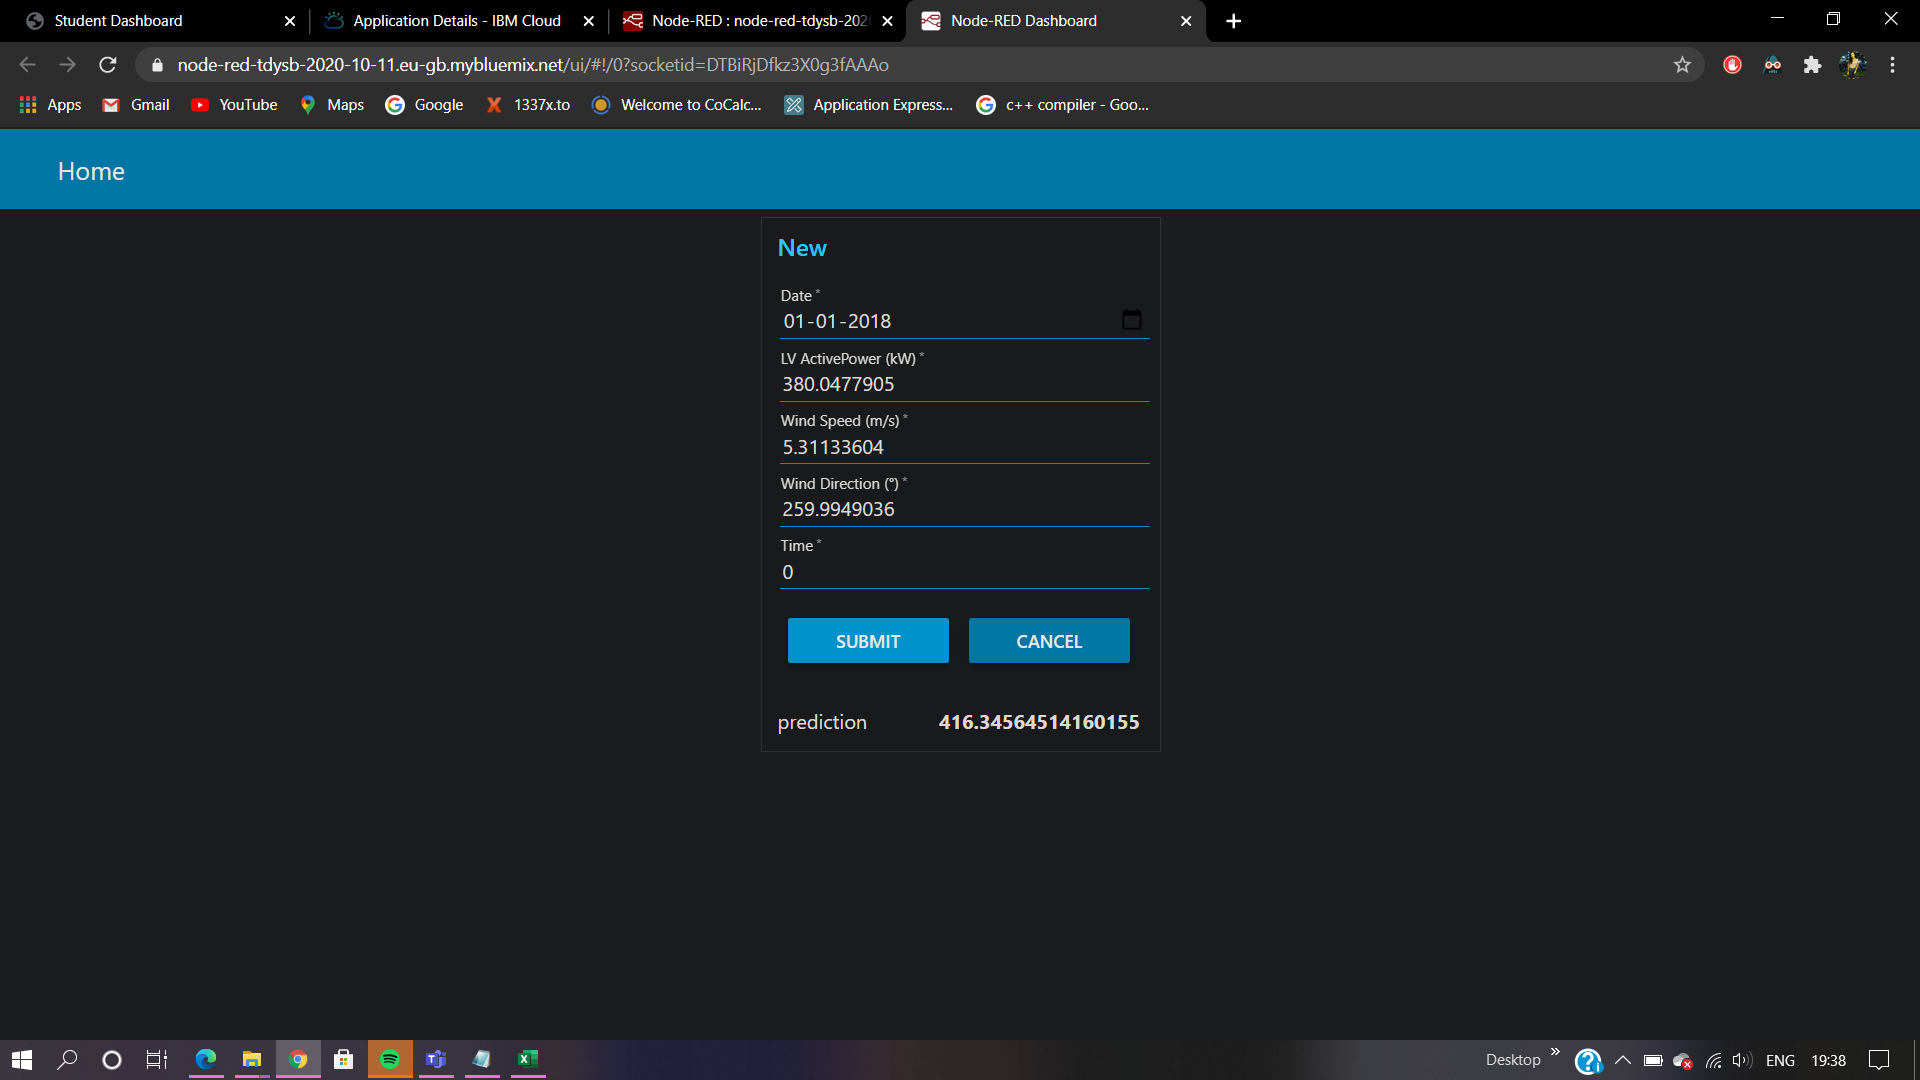 Student Dashboard
Application Details - IBM Cloud
Node-RED : node-red-tdysb-202
Node-RED Dashboard
node-red-tdysb-2020-10-11.eu-gb.mybluemix.net/ui/#!/0?socketid=DTBiRjDfkz3X0g3fAAAo
Apps Gmail YouTube Maps Google 1337x.to Welcome to CoCalc... Application Express... c++ compiler - Goo...
Home
New
Date *
01-01-2018
LV ActivePower (kW) *
380.0477905
Wind Speed (m/s) *
5.31133604
Wind Direction (°) *
259.9949036
Time *
0
SUBMIT CANCEL
prediction 416.34564514160155
Desktop » ENG 19:38